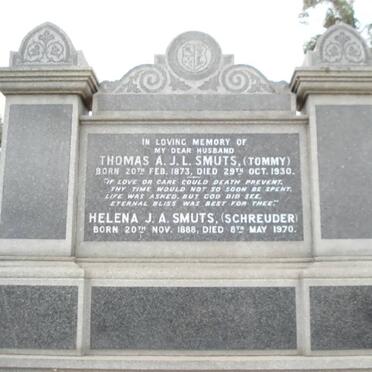 IN LOVING MEMORY OF
MY DEAR HUSBAND
THOMAS A.J.L. SMUTS, (TOMMY)
BORN 20TH FEB. 1873, DIED 29TH OCT. 1930.
"IF LOVE OR CARE COULD DEATH PREVENT,
THY TIME WOULD NOT SO SOON BE SPENT,
LIFE WAS ASKED, BUT GOD DID SEE,
ETERNAL BLISS WAS BEST FOR THEE."
HELENA J.A. SMUTS, (SCHREUDER)
BORN 20TH NOV. 1888, DIED 8TH MAY 1970.